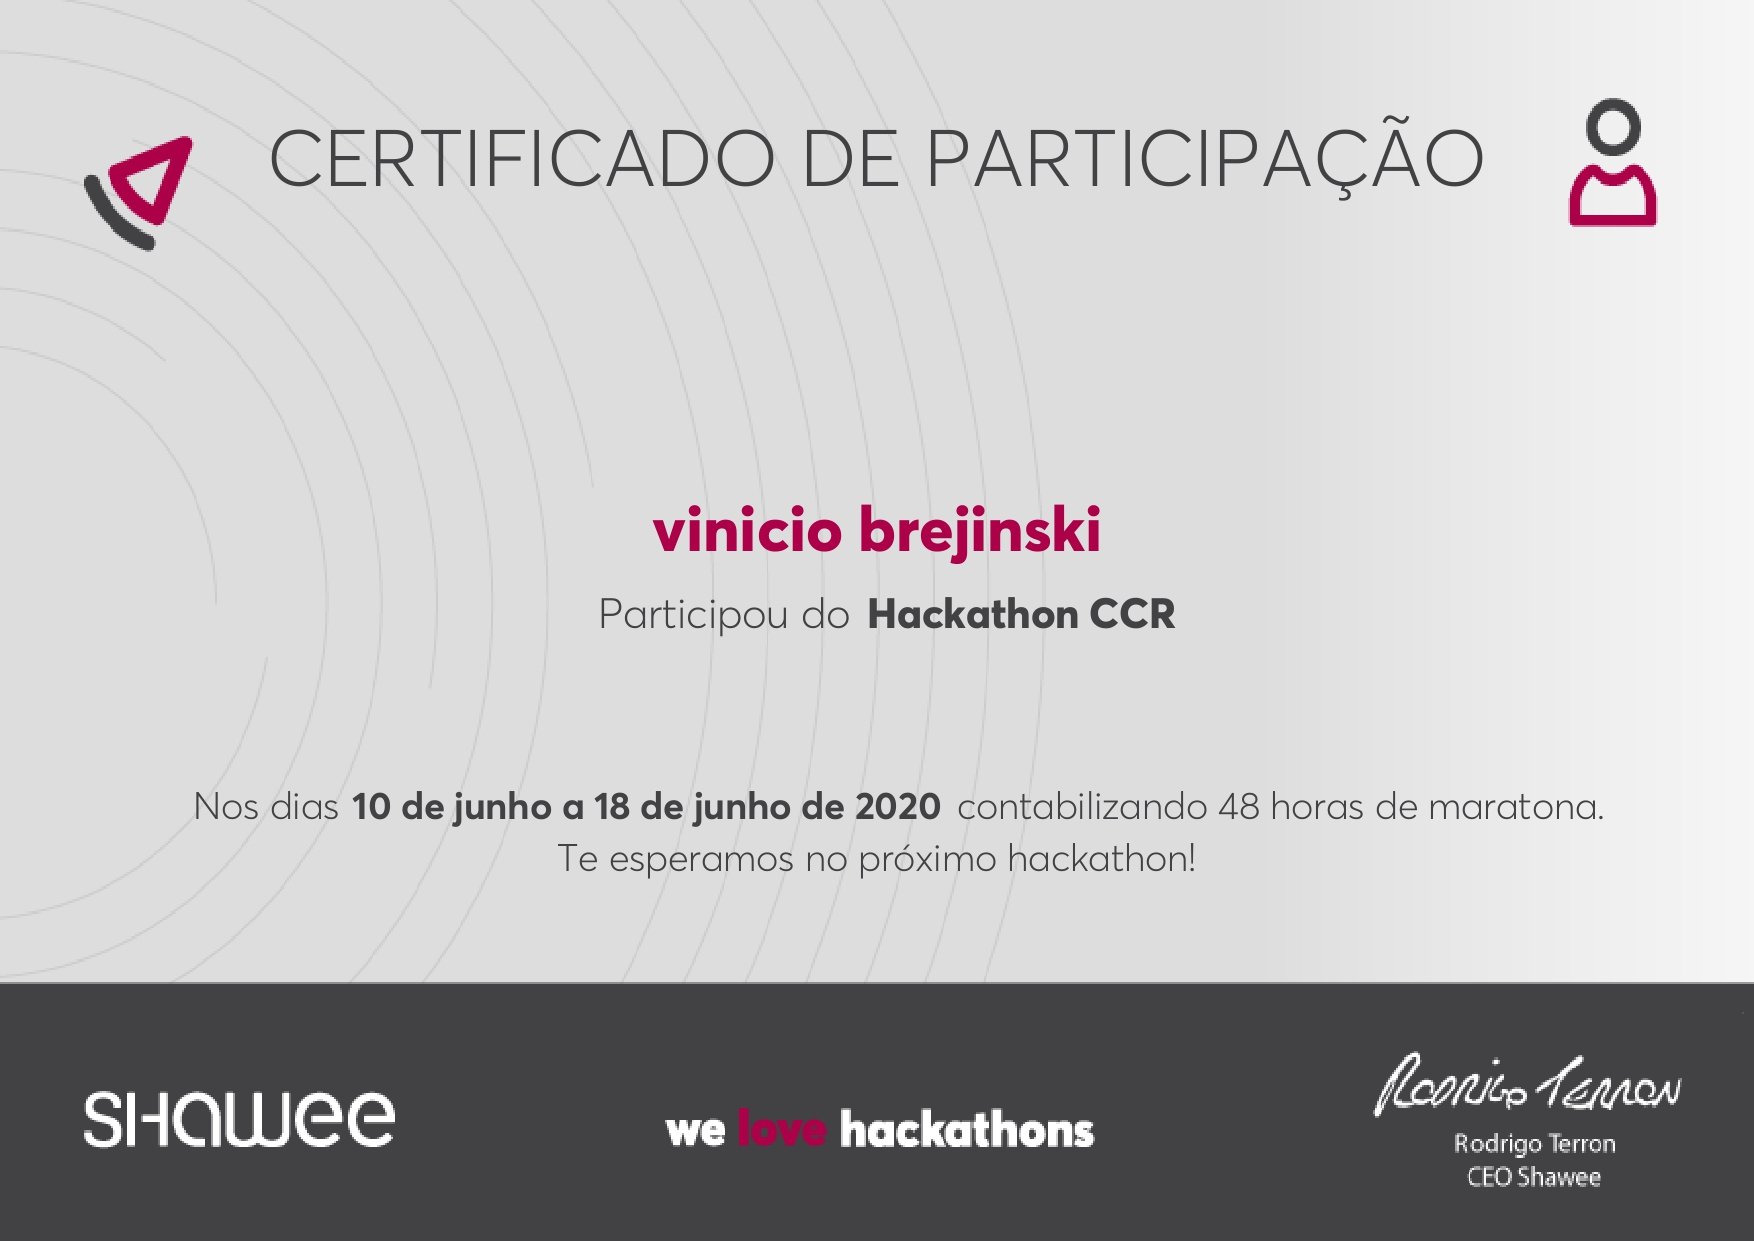 CERTIFICADO DE PARTICIPAÇÃO
vinicio brejinski
Participou do Hackathon CCR
Nos dias 10 de junho a 18 de junho de 2020 contabilizando 48 horas de maratona.
Te esperamos no próximo hackathon!
SHawee
we love hackathons
Rodrigo Terron
Rodrigo Terron
CEO Shawee